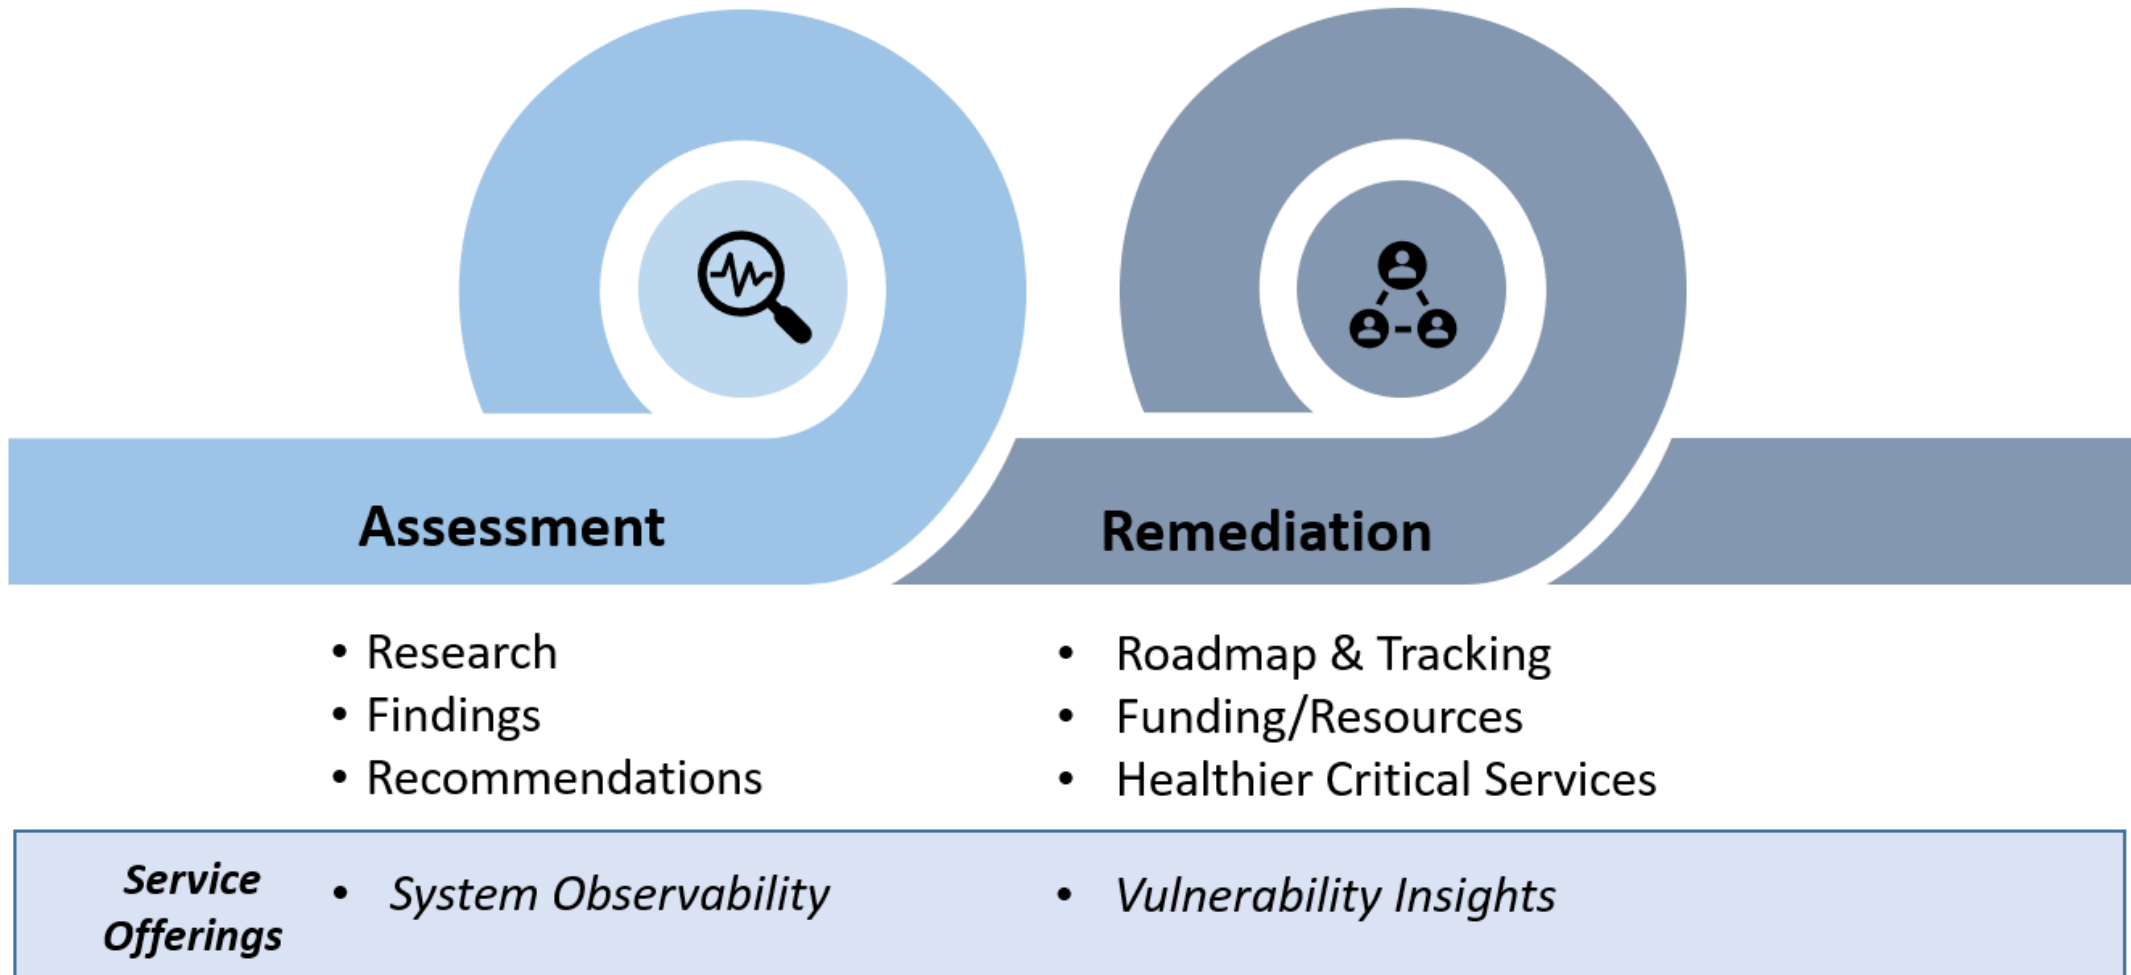 Assessment
Remediation
• Research
• Findings
• Recommendations
• Roadmap & Tracking
• Funding/Resources
• Healthier Critical Services
Service
Offerings
• System Observability
• Vulnerability Insights